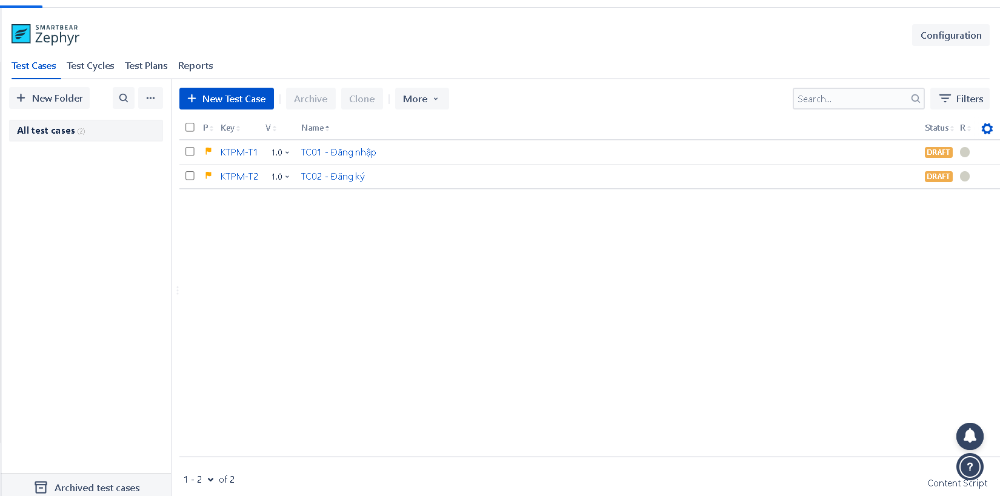 SMARTBEAR
Zephyr
Configuration
Test Cases Test Cycles Test Plans Reports
+ New Folder
All test cases (2)
+ New Test Case Archive Clone More
Search...
Filters
P Key V Name Status R
KTPM-T1 1.0 TC01 - Đăng nhập DRAFT
KTPM-T2 1.0 TC02 - Đăng ký DRAFT
1 - 2 of 2
?
Content Script
Archived test cases